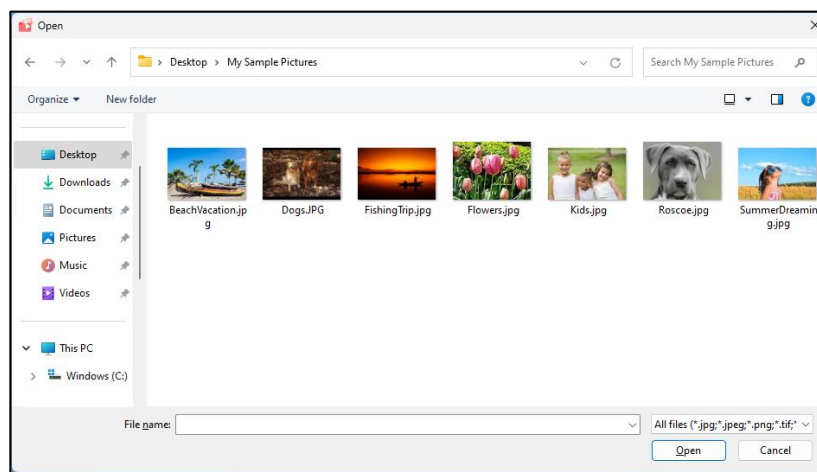 Open
Desktop > My Sample Pictures
Search My Sample Pictures
Organize
New folder
Desktop
Downloads
Documents
Pictures
Music
Videos
This PC
Windows (C:)
BeachVacation.jp
g
Dogs.JPG
FishingTrip.jpg
Flowers.jpg
Kids.jpg
Roscoe.jpg
SummerDreamin
g.jpg
File name:
All files (*.jpg;*.jpeg;*.png;*.tif;*
Open
Cancel